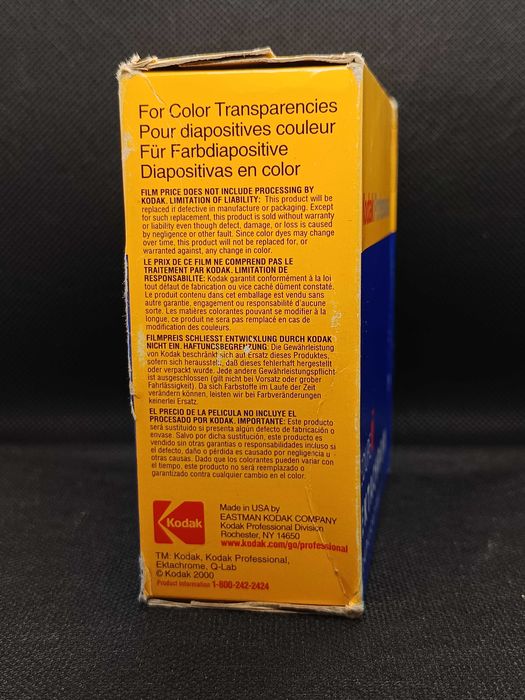 For Color Transparencies
Pour diapositives couleur
Für Farbdiapositive
Diapositivas en color
FILM PRICE DOES NOT INCLUDE PROCESSING BY
KODAK. LIMITATION OF LIABILITY: This product will be
replaced if defective in manufacture or packaging. Except
for such replacement, this product is sold without warranty
or liability even though defect, damage, or loss is caused
by negligence or other fault. Since color dyes may change
over time, this product will not be replaced for, or
warranted against, any change in color.
LE PRIX DE CE FILM NE COMPREND PAS LE
TRAITEMENT PAR KODAK. LIMITATION DE
RESPONSABILITE: Kodak garantit conformément à la loi
tout défaut de fabrication ou vice caché dûment constaté.
Le produit contenu dans cet emballage est vendu sans
autre garantie, engagement ou responsabilité d'aucune
sorte. Les matières colorantes pouvant se modifier à la
longue, ce produit ne sera pas remplacé en cas de
modification des couleurs.
FILMPREIS SCHLIESST ENTWICKLUNG DURCH KODAK
NICHT EIN. HAFTUNGSBEGRENZUNG: Die Gewährleistung
von Kodak beschränkt sich auf Ersatz dieses Produktes,
sofern sich herausstellt, daß dieses fehlerhaft hergestellt
oder verpackt wurde. Jede andere Gewährleistungspflicht
ist ausgeschlossen (gilt nicht bei Vorsatz oder grober
Fahrlässigkeit). Da sich Farbstoffe im Laufe der Zeit
verändern können, leisten wir bei Farbveränderungen
keinerlei Ersatz.
EL PRECIO DE LA PELICULA NO INCLUYE EL
PROCESADO POR KODAK. IMPORTANTE: Este producto
será sustituido si presenta algún defecto de fabricación o
envase. Salvo por dicha sustitución, este producto es
vendido sin otras garantías o responsabilidades incluso si
el defecto, daño o pérdida es causado por negligencia u
otras causas. Dado que los colorantes pueden variar con
el tiempo, este producto no será reemplazado o
garantizado contra cualquier cambio en el color.
Kodak
Made in USA by
EASTMAN KODAK COMPANY
Kodak Professional Division
Rochester, NY 14650
www.kodak.com/go/professional
TM: Kodak, Kodak Professional,
Ektachrome, Q-Lab
© Kodak 2000
Product information 1-800-242-2424
Kodak